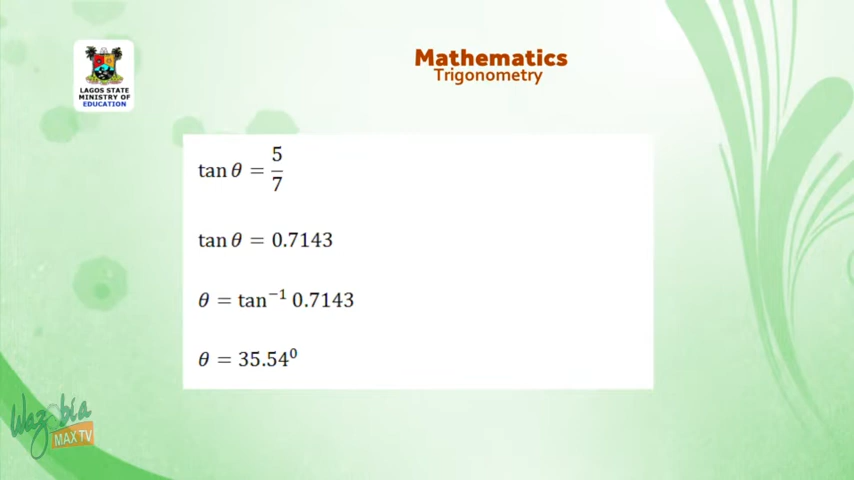 Mathematics
Trigonometry
LAGOS STATE
MINISTRY OF
EDUCATION
tan θ = 5/7
tan θ = 0.7143
θ = tan⁻¹ 0.7143
θ = 35.54⁰
Wazobia
MAX TV